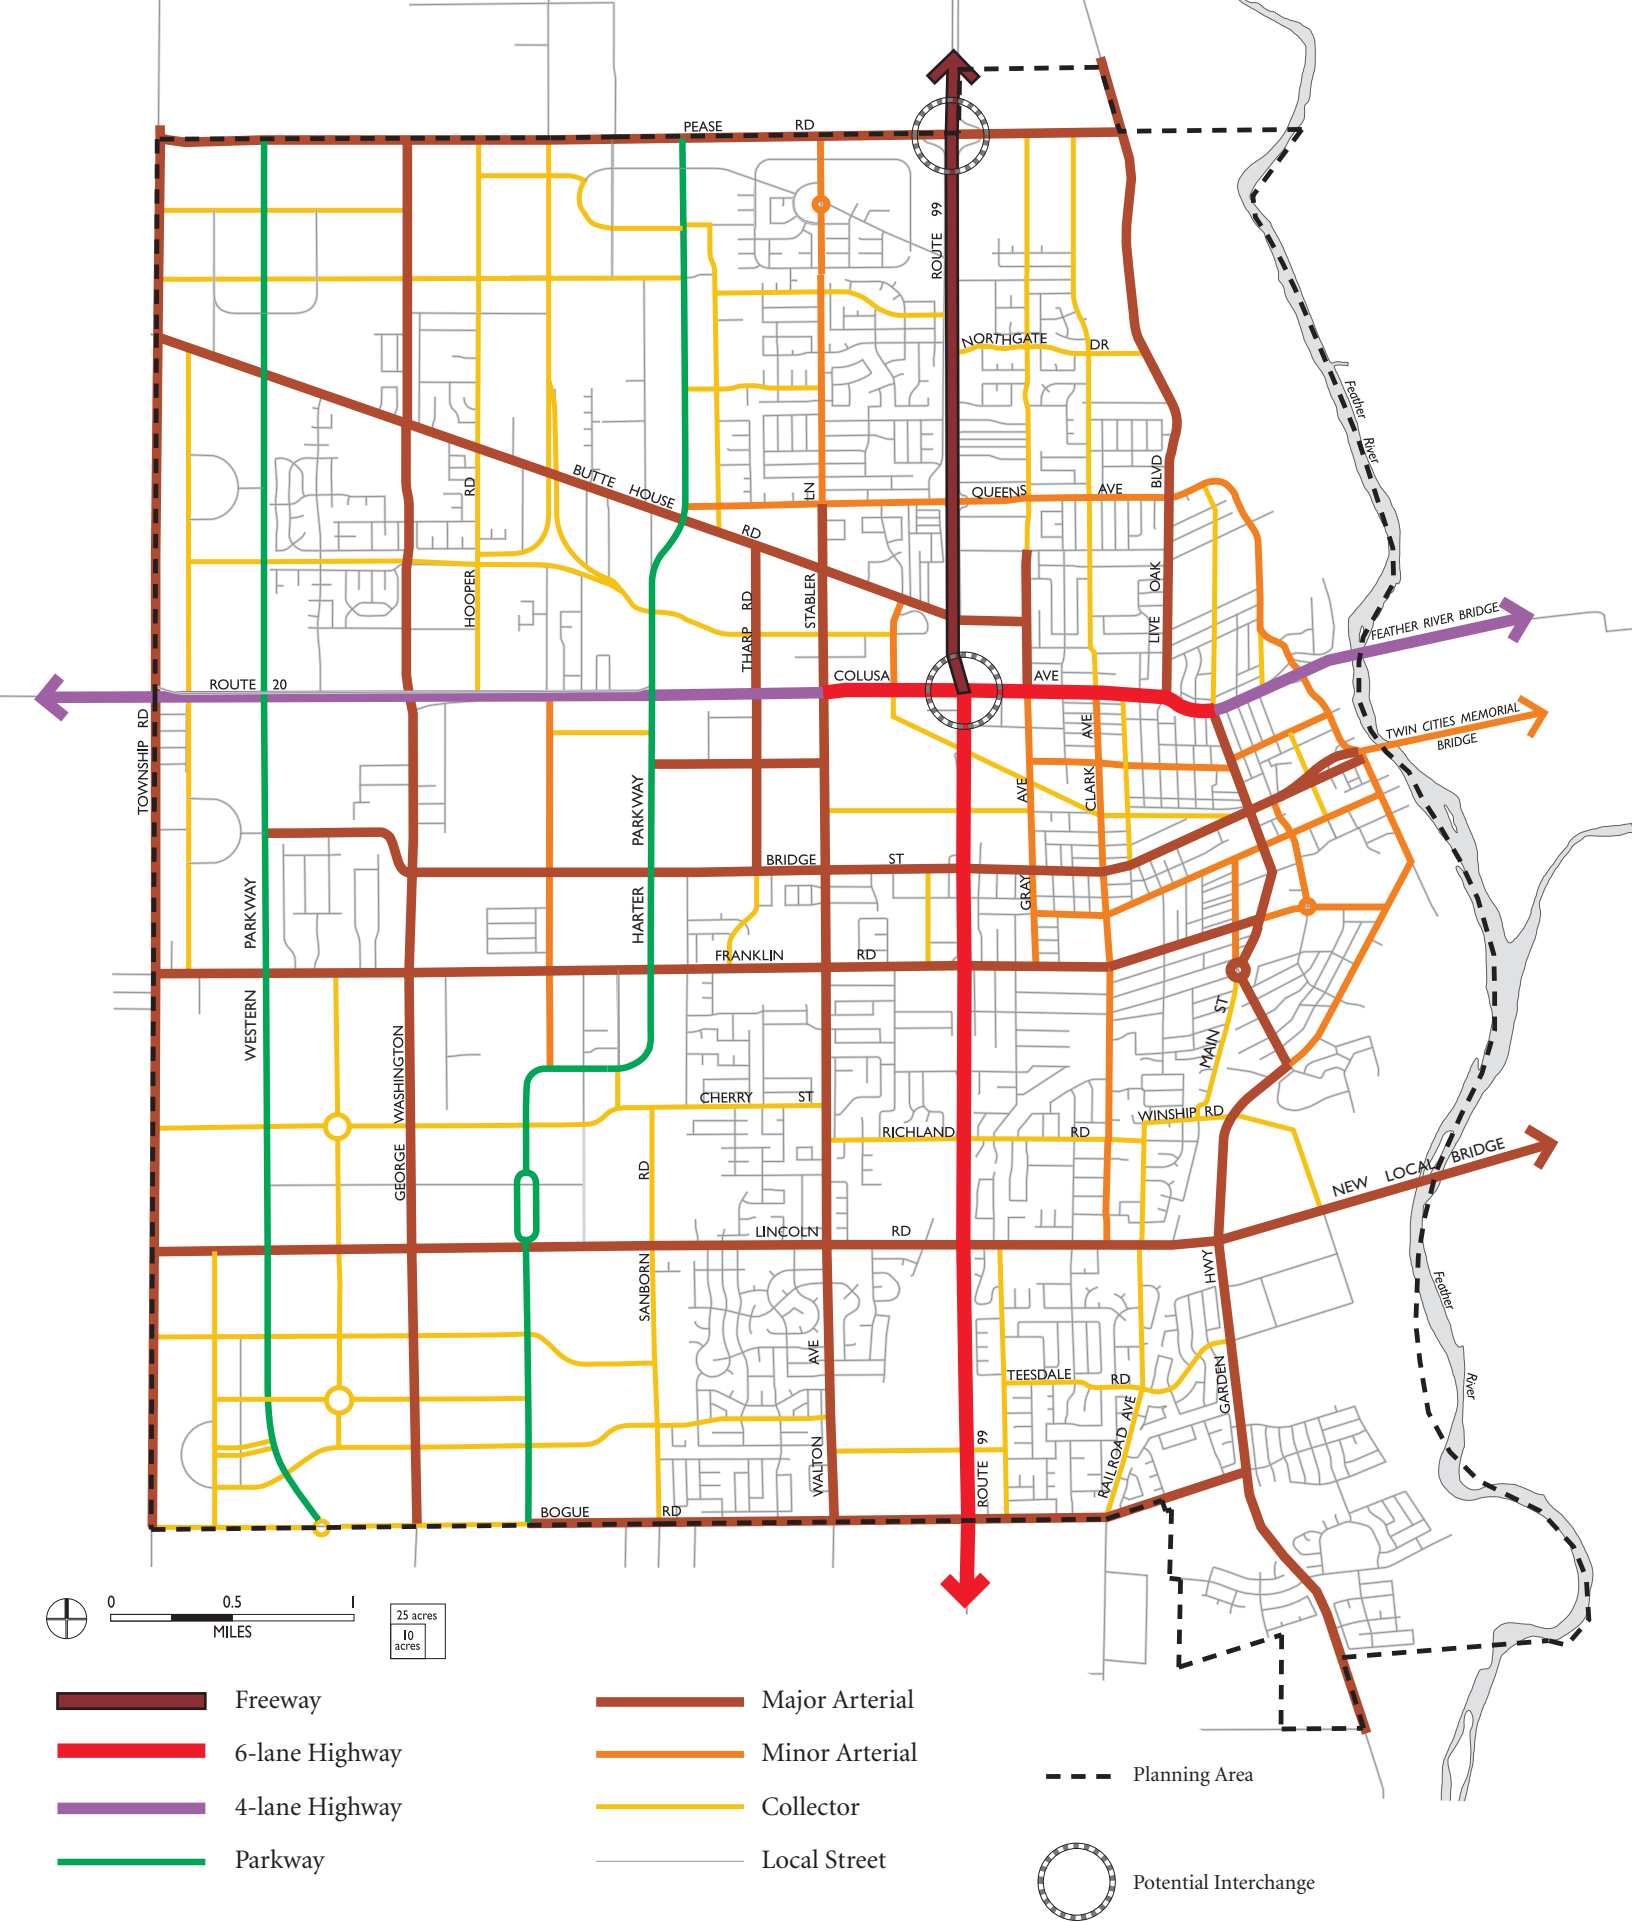 PEASE RD
ROUTE 99
NORTHGATE DR
Feather
River
BUTTE HOUSE RD
RD
HOOPER
LN
STABLER
QUEENS AVE
BLVD
OAK
LIVE
THARP RD
FEATHER RIVER BRIDGE
ROUTE 20
COLUSA AVE
TOWNSHIP RD
TWIN CITIES MEMORIAL
BRIDGE
AVE
CLARK
AVE
GRAY
PARKWAY
HARTER
BRIDGE ST
PARKWAY
WESTERN
FRANKLIN RD
WASHINGTON
GEORGE
MAIN ST
CHERRY ST
WINSHIP RD
RICHLAND RD
NEW LOCAL BRIDGE
RD
SANBORN
LINCOLN RD
HWY
GARDEN
Feather
River
AVE
WALTON
TEESDALE RD
RAILROAD AVE
ROUTE 99
BOGUE RD
0 0.5 1
MILES
25 acres
10
acres
Freeway
6-lane Highway
4-lane Highway
Parkway
Major Arterial
Minor Arterial
Collector
Local Street
Planning Area
Potential Interchange